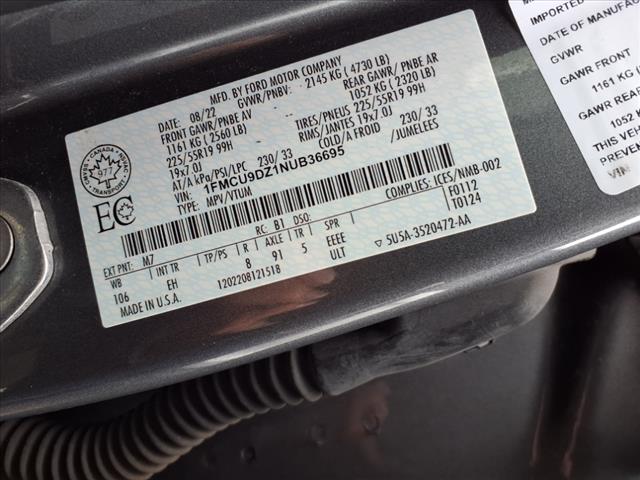 MFD. BY FORD MOTOR COMPANY
DATE: 08/22 GVWR/PNBV: 2145 KG ( 4730 LB)
FRONT GAWR/PNBE AV REAR GAWR / PNBE AR
1161 KG ( 2560 LB) 1052 KG ( 2320 LB)
225/55R19 99H TIRES/PNEUS 225/55R19 99H
19x7.0J RIMS/JANTES 19x7.0J
AT/A kPa/PSI/LPC 230/ 33 COLD/A FROID 230/ 33
VIN: 1FMCU9DZ1NUB36695 /JUMELEES
TYPE: MPV/VTUM
CANADA
977
EC
COMPLIES: ICES/NMB-002
F0112
T0124
EXT PNT: M7 RC: B1 DSO:
WB INT TR TP/PS R AXLE TR SPR
106 EH 8 91 5 EEEE
ULT
5U5A-3520472-AA
MADE IN U.S.A. 120220812151B
IMPORTED
DATE OF MANUFA
GVWR
GAWR FRONT
1161 KG
GAWR REAR
1052 K
THIS VEHI
PREVEN